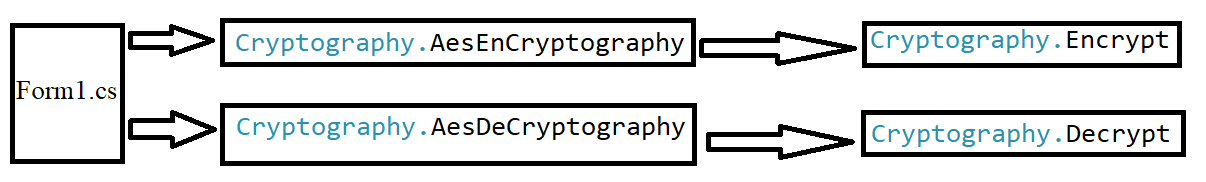 Form1.cs
Cryptography.AesEnCryptography
Cryptography.Encrypt
Cryptography.AesDeCryptography
Cryptography.Decrypt